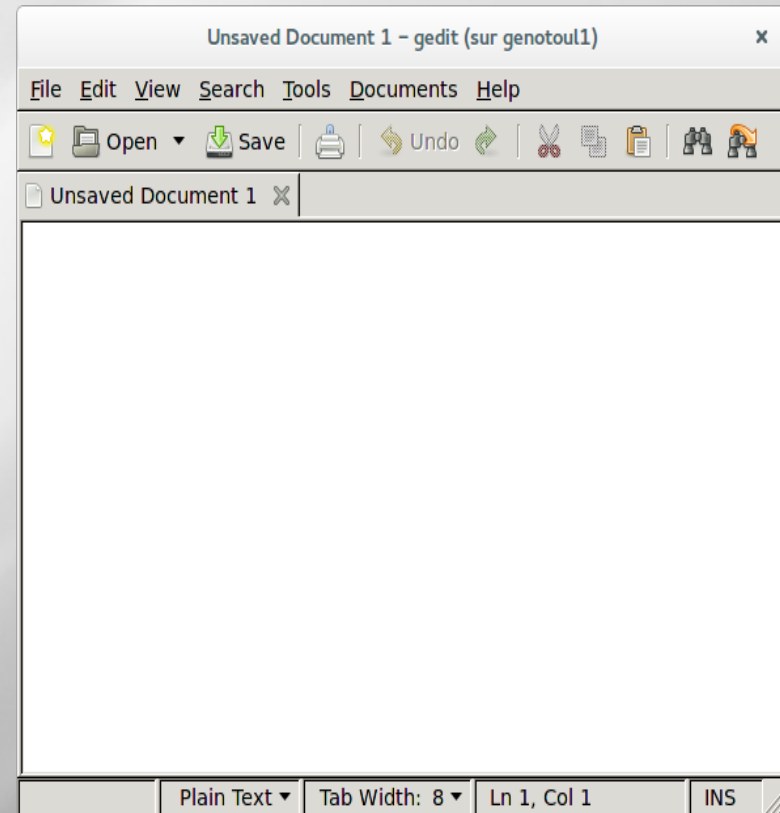 Unsaved Document 1 – gedit (sur genotoul1)
File Edit View Search Tools Documents Help
Open Save Undo
Unsaved Document 1
Plain Text Tab Width: 8 Ln 1, Col 1 INS